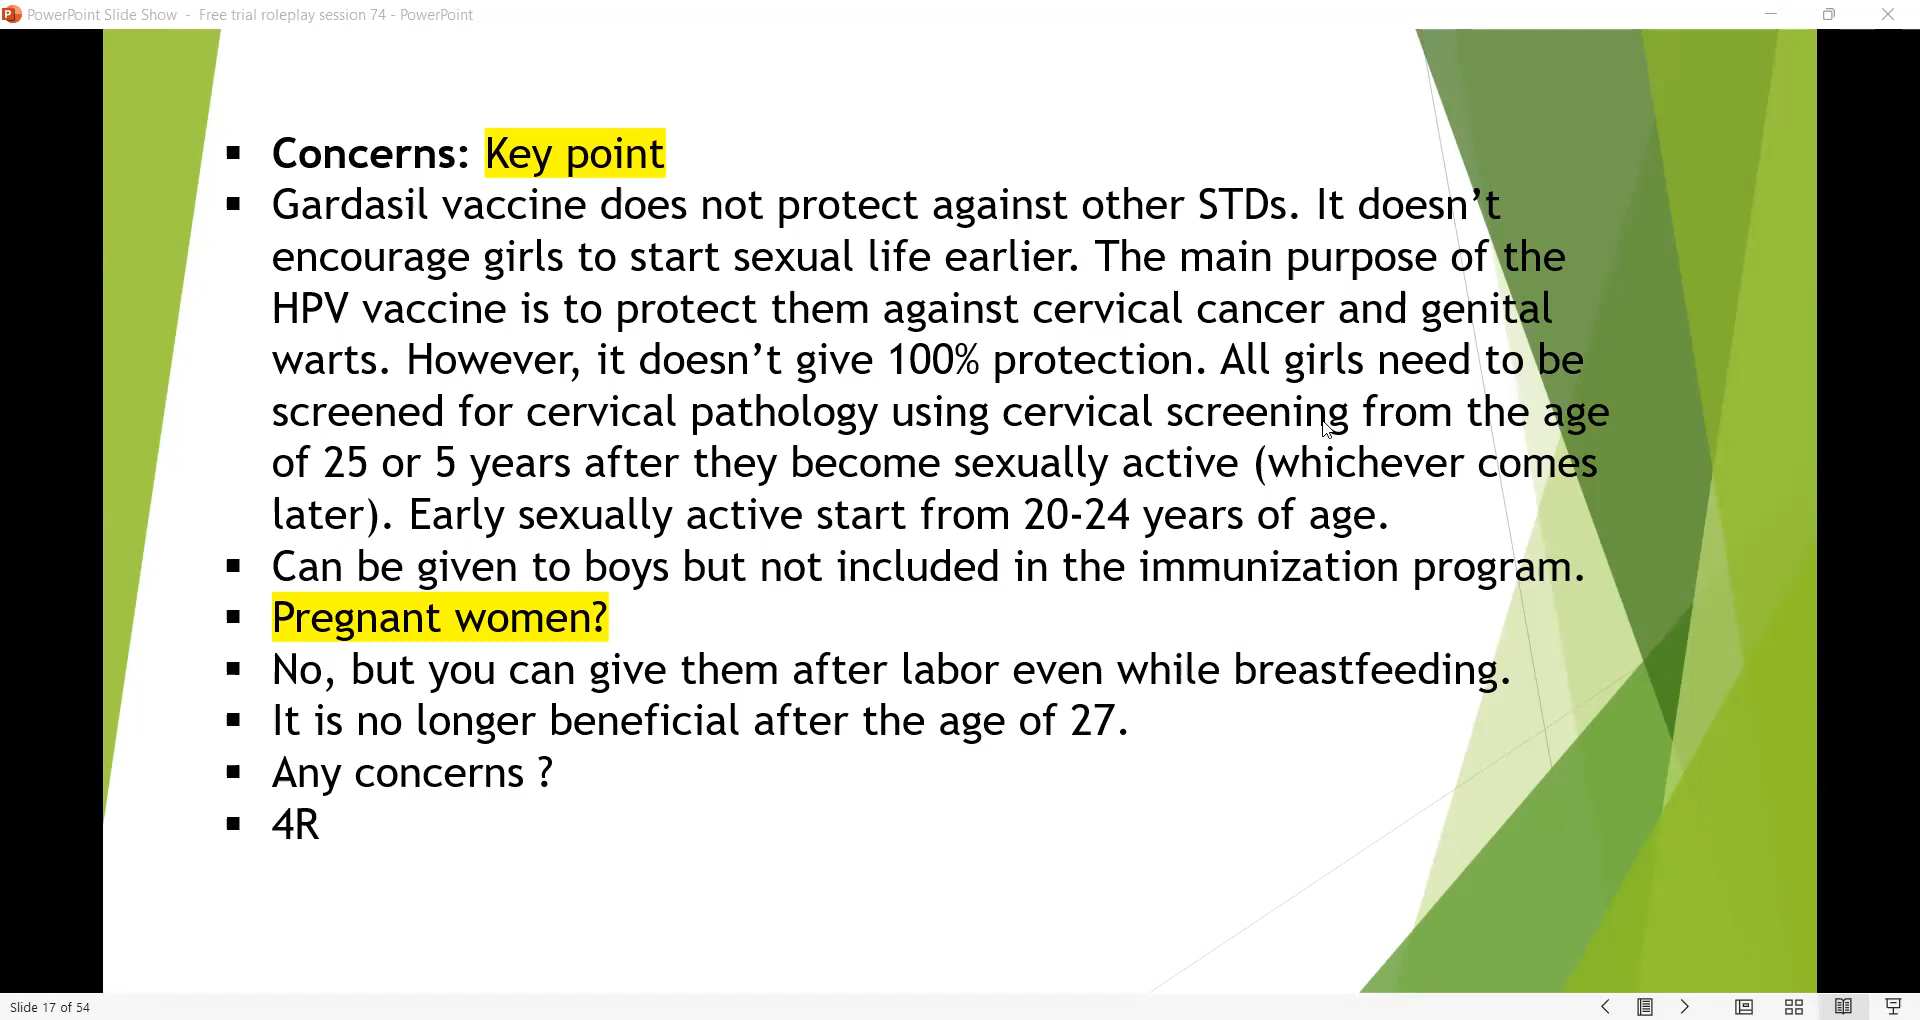 PowerPoint Slide Show - Free trial roleplay session 74 - PowerPoint
Concerns: Key point
Gardasil vaccine does not protect against other STDs. It doesn’t
encourage girls to start sexual life earlier. The main purpose of the
HPV vaccine is to protect them against cervical cancer and genital
warts. However, it doesn’t give 100% protection. All girls need to be
screened for cervical pathology using cervical screening from the age
of 25 or 5 years after they become sexually active (whichever comes
later). Early sexually active start from 20-24 years of age.
Can be given to boys but not included in the immunization program.
Pregnant women?
No, but you can give them after labor even while breastfeeding.
It is no longer beneficial after the age of 27.
Any concerns ?
4R
Slide 17 of 54